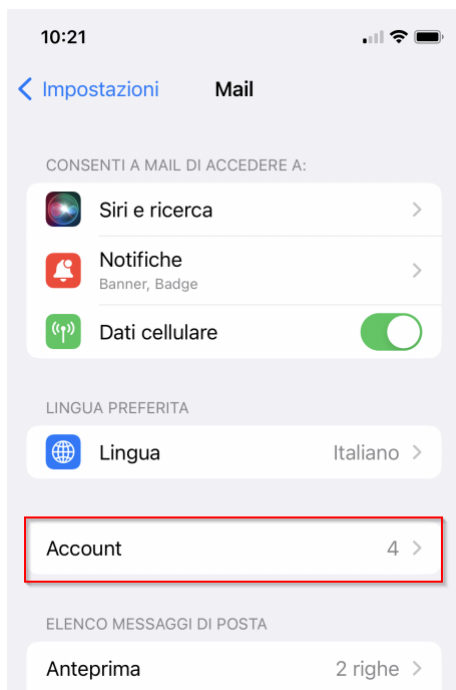 10:21
Impostazioni
Mail
CONSENTI A MAIL DI ACCEDERE A:
Siri e ricerca
Notifiche
Banner, Badge
Dati cellulare
LINGUA PREFERITA
Lingua Italiano
Account 4
ELENCO MESSAGGI DI POSTA
Anteprima 2 righe